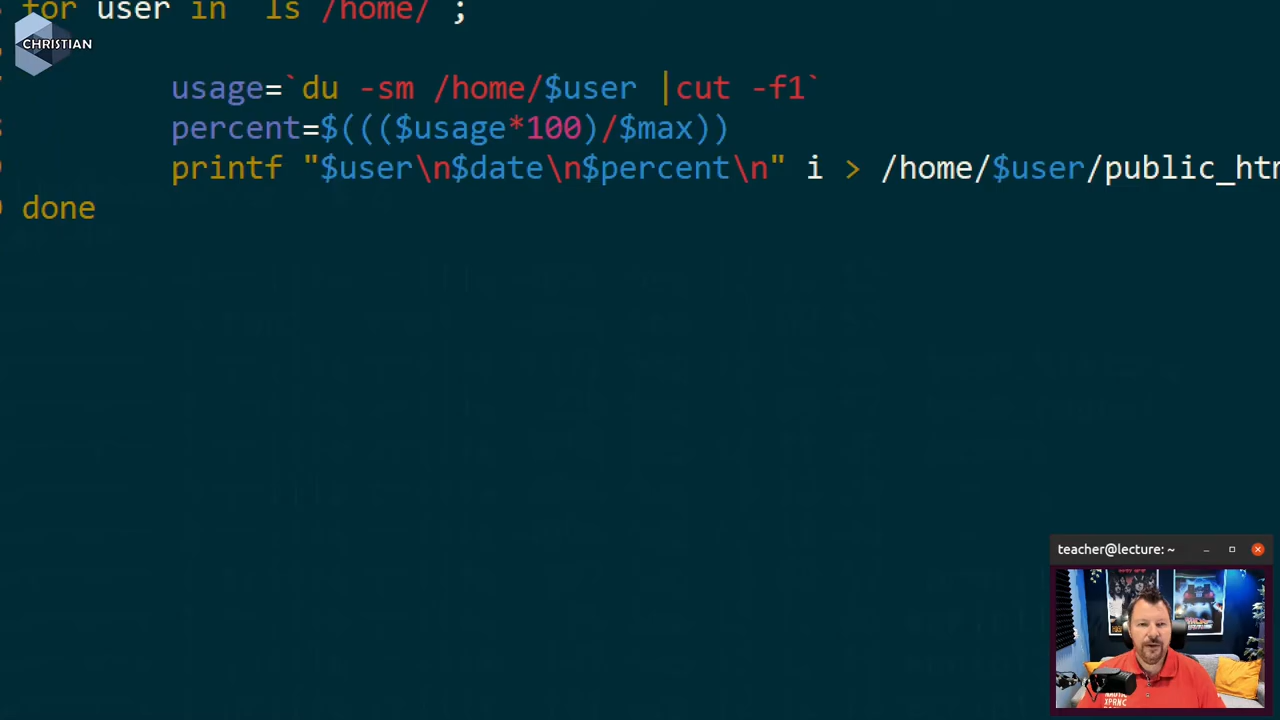 for user in `ls /home/`;
CHRISTIAN
usage=`du -sm /home/$user |cut -f1`
percent=$((($usage*100)/$max))
printf "$user\n$date\n$percent\n" i > /home/$user/public_htm
done
teacher@lecture: ~